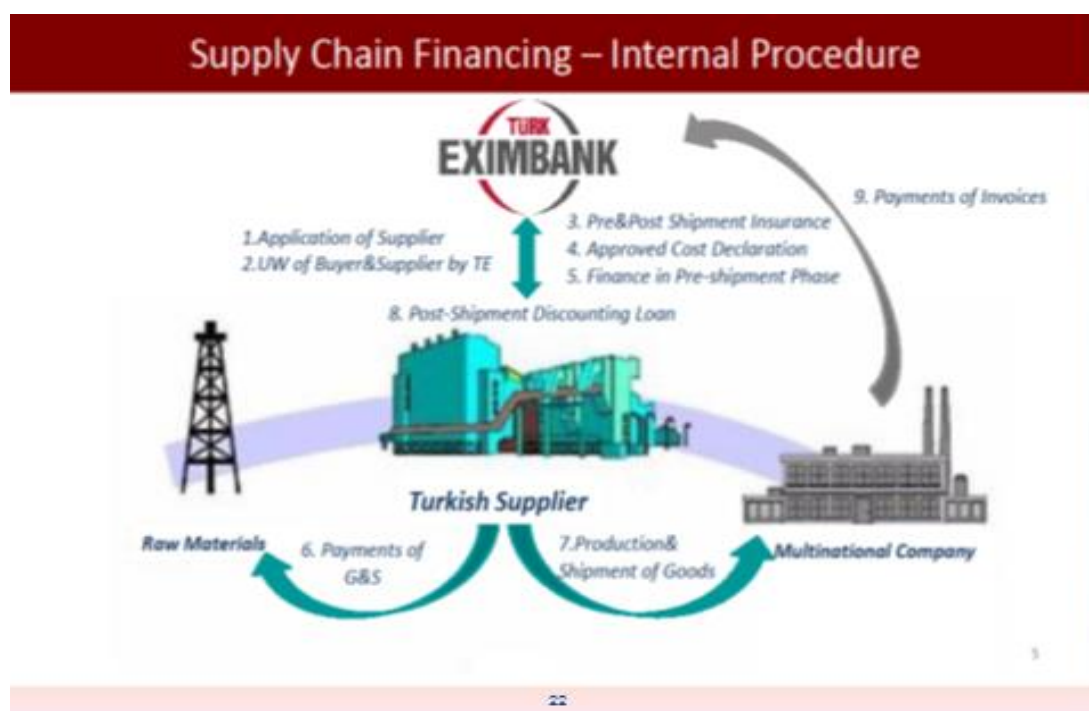 Supply Chain Financing – Internal Procedure
TÜRK
EXIMBANK
9. Payments of Invoices
1.Application of Supplier
2.UW of Buyer&Supplier by TE
3. Pre&Post Shipment Insurance
4. Approved Cost Declaration
5. Finance in Pre-shipment Phase
8. Post-Shipment Discounting Loan
Turkish Supplier
Raw Materials
6. Payments of
G&S
7.Production&
Shipment of Goods
Multinational Company
5
22